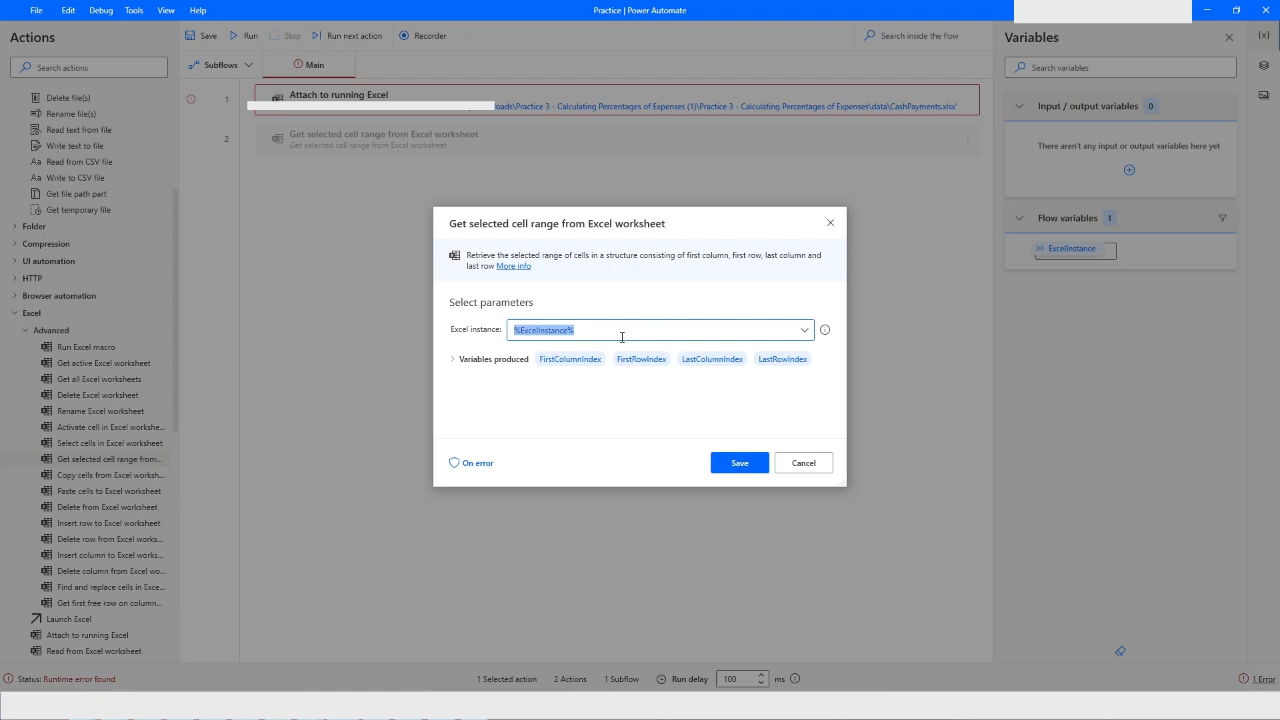 File Edit Debug Tools View Help
Practice | Power Automate
Actions
Search actions
Delete file(s)
Rename file(s)
Read text from file
Write text to file
Read from CSV file
Write to CSV file
Get file path part
Get temporary file
Folder
Compression
UI automation
HTTP
Browser automation
Excel
Advanced
Run Excel macro
Get active Excel worksheet
Get all Excel worksheets
Delete Excel worksheet
Rename Excel worksheet
Activate cell in Excel workshe...
Select cells in Excel worksheet
Get selected cell range from...
Copy cells from Excel worksh...
Paste cells to Excel worksheet
Delete from Excel worksheet
Insert row to Excel worksheet
Delete row from Excel works...
Insert column to Excel works...
Delete column from Excel wo...
Find and replace cells in Exce...
Get first free row on column...
Launch Excel
Attach to running Excel
Read from Excel worksheet
Save Run Stop Run next action Recorder
Search inside the flow
Subflows Main
1 Attach to running Excel
oads\Practice 3 - Calculating Percentages of Expenses (1)\Practice 3 - Calculating Percentages of Expenses\data\CashPayments.xlsx'
2 Get selected cell range from Excel worksheet
Get selected cell range from Excel worksheet
Get selected cell range from Excel worksheet
Retrieve the selected range of cells in a structure consisting of first column, first row, last column and
last row More info
Select parameters
Excel instance: %ExcelInstance%
Variables produced FirstColumnIndex FirstRowIndex LastColumnIndex LastRowIndex
On error Save Cancel
Variables
{x}
Search variables
Input / output variables 0
There aren't any input or output variables here yet
Flow variables 1
(x) ExcelInstance
Status: Runtime error found 1 Selected action 2 Actions 1 Subflow Run delay 100 ms 1 Error